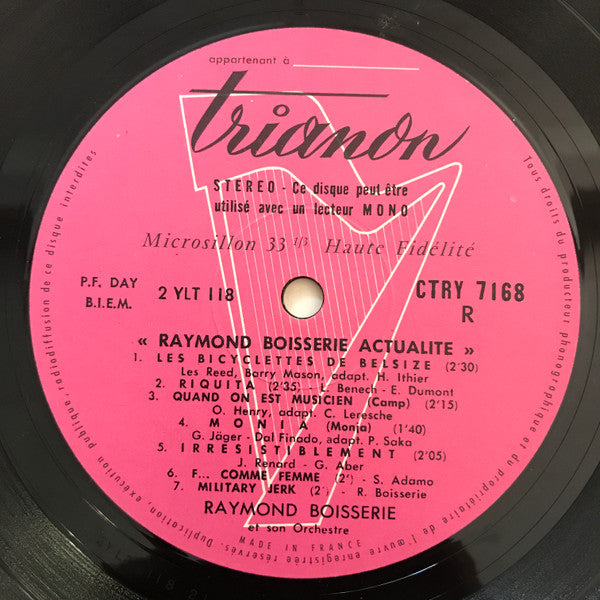 appartenant à
Trianon
STEREO - Ce disque peut être
utilisé avec un lecteur MONO
Microsillon 33 1/3 Haute Fidélité
P.F. DAY
B.I.E.M.
2 YLT 118
CTRY 7168
R
« RAYMOND BOISSERIE ACTUALITE »
1. LES BICYCLETTES DE BELSIZE (2'30)
Les Reed, Barry Mason, adapt. H. Ithier
2. RIQUITA (2'35) - L. Benech - E. Dumont
3. QUAND ON EST MUSICIEN (Camp) (2'15)
O. Henry, adapt. C. Leresche
4. MONIA (Monja) (1'40)
G. Jäger - Dal Finado, adapt. P. Saka
5. IRRESISTIBLEMENT (2'05)
J. Renard - G. Aber
6. F... COMME FEMME (2') - S. Adamo
7. MILITARY JERK (2') - R. Boisserie
RAYMOND BOISSERIE
et son Orchestre
MADE IN FRANCE
Tous droits du producteur phonographique et du propriétaire de l'œuvre enregistrée réservés. Duplication, exécution publique, radiodiffusion de ce disque interdites